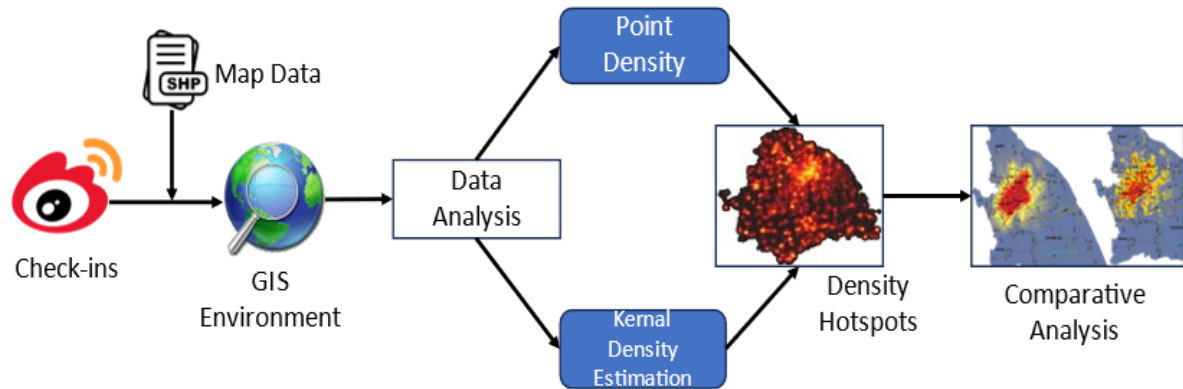 Point
Density
SHP
Map Data
Data
Analysis
Check-ins
GIS
Environment
Kernal
Density
Estimation
Density
Hotspots
Comparative
Analysis